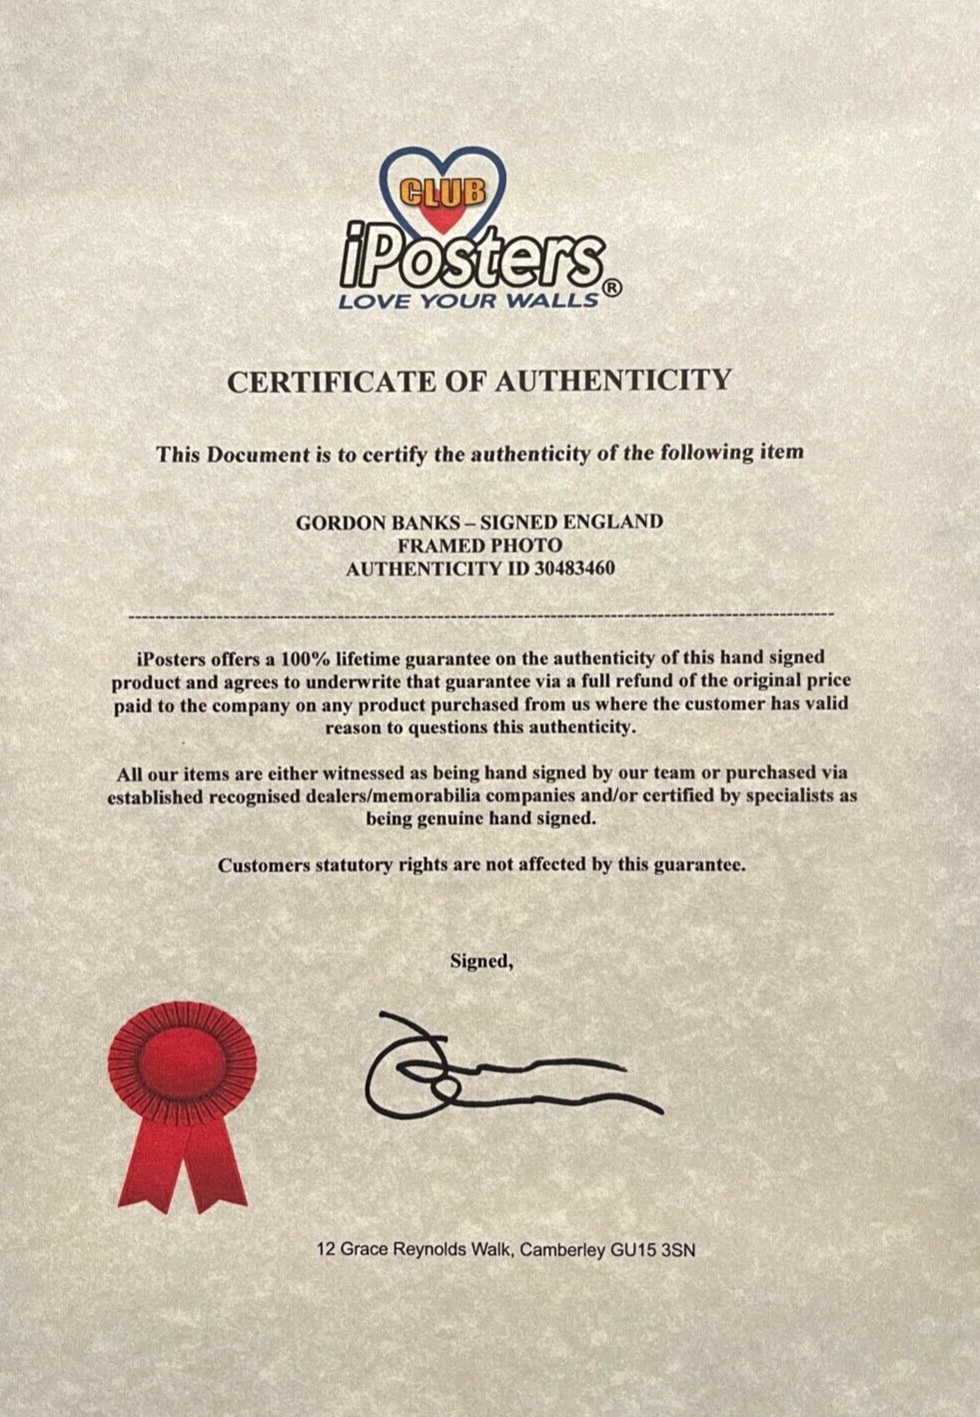 CLUB
iPosters®
LOVE YOUR WALLS
CERTIFICATE OF AUTHENTICITY
This Document is to certify the authenticity of the following item
GORDON BANKS – SIGNED ENGLAND
FRAMED PHOTO
AUTHENTICITY ID 30483460
iPosters offers a 100% lifetime guarantee on the authenticity of this hand signed
product and agrees to underwrite that guarantee via a full refund of the original price
paid to the company on any product purchased from us where the customer has valid
reason to questions this authenticity.
All our items are either witnessed as being hand signed by our team or purchased via
established recognised dealers/memorabilia companies and/or certified by specialists as
being genuine hand signed.
Customers statutory rights are not affected by this guarantee.
Signed,
12 Grace Reynolds Walk, Camberley GU15 3SN